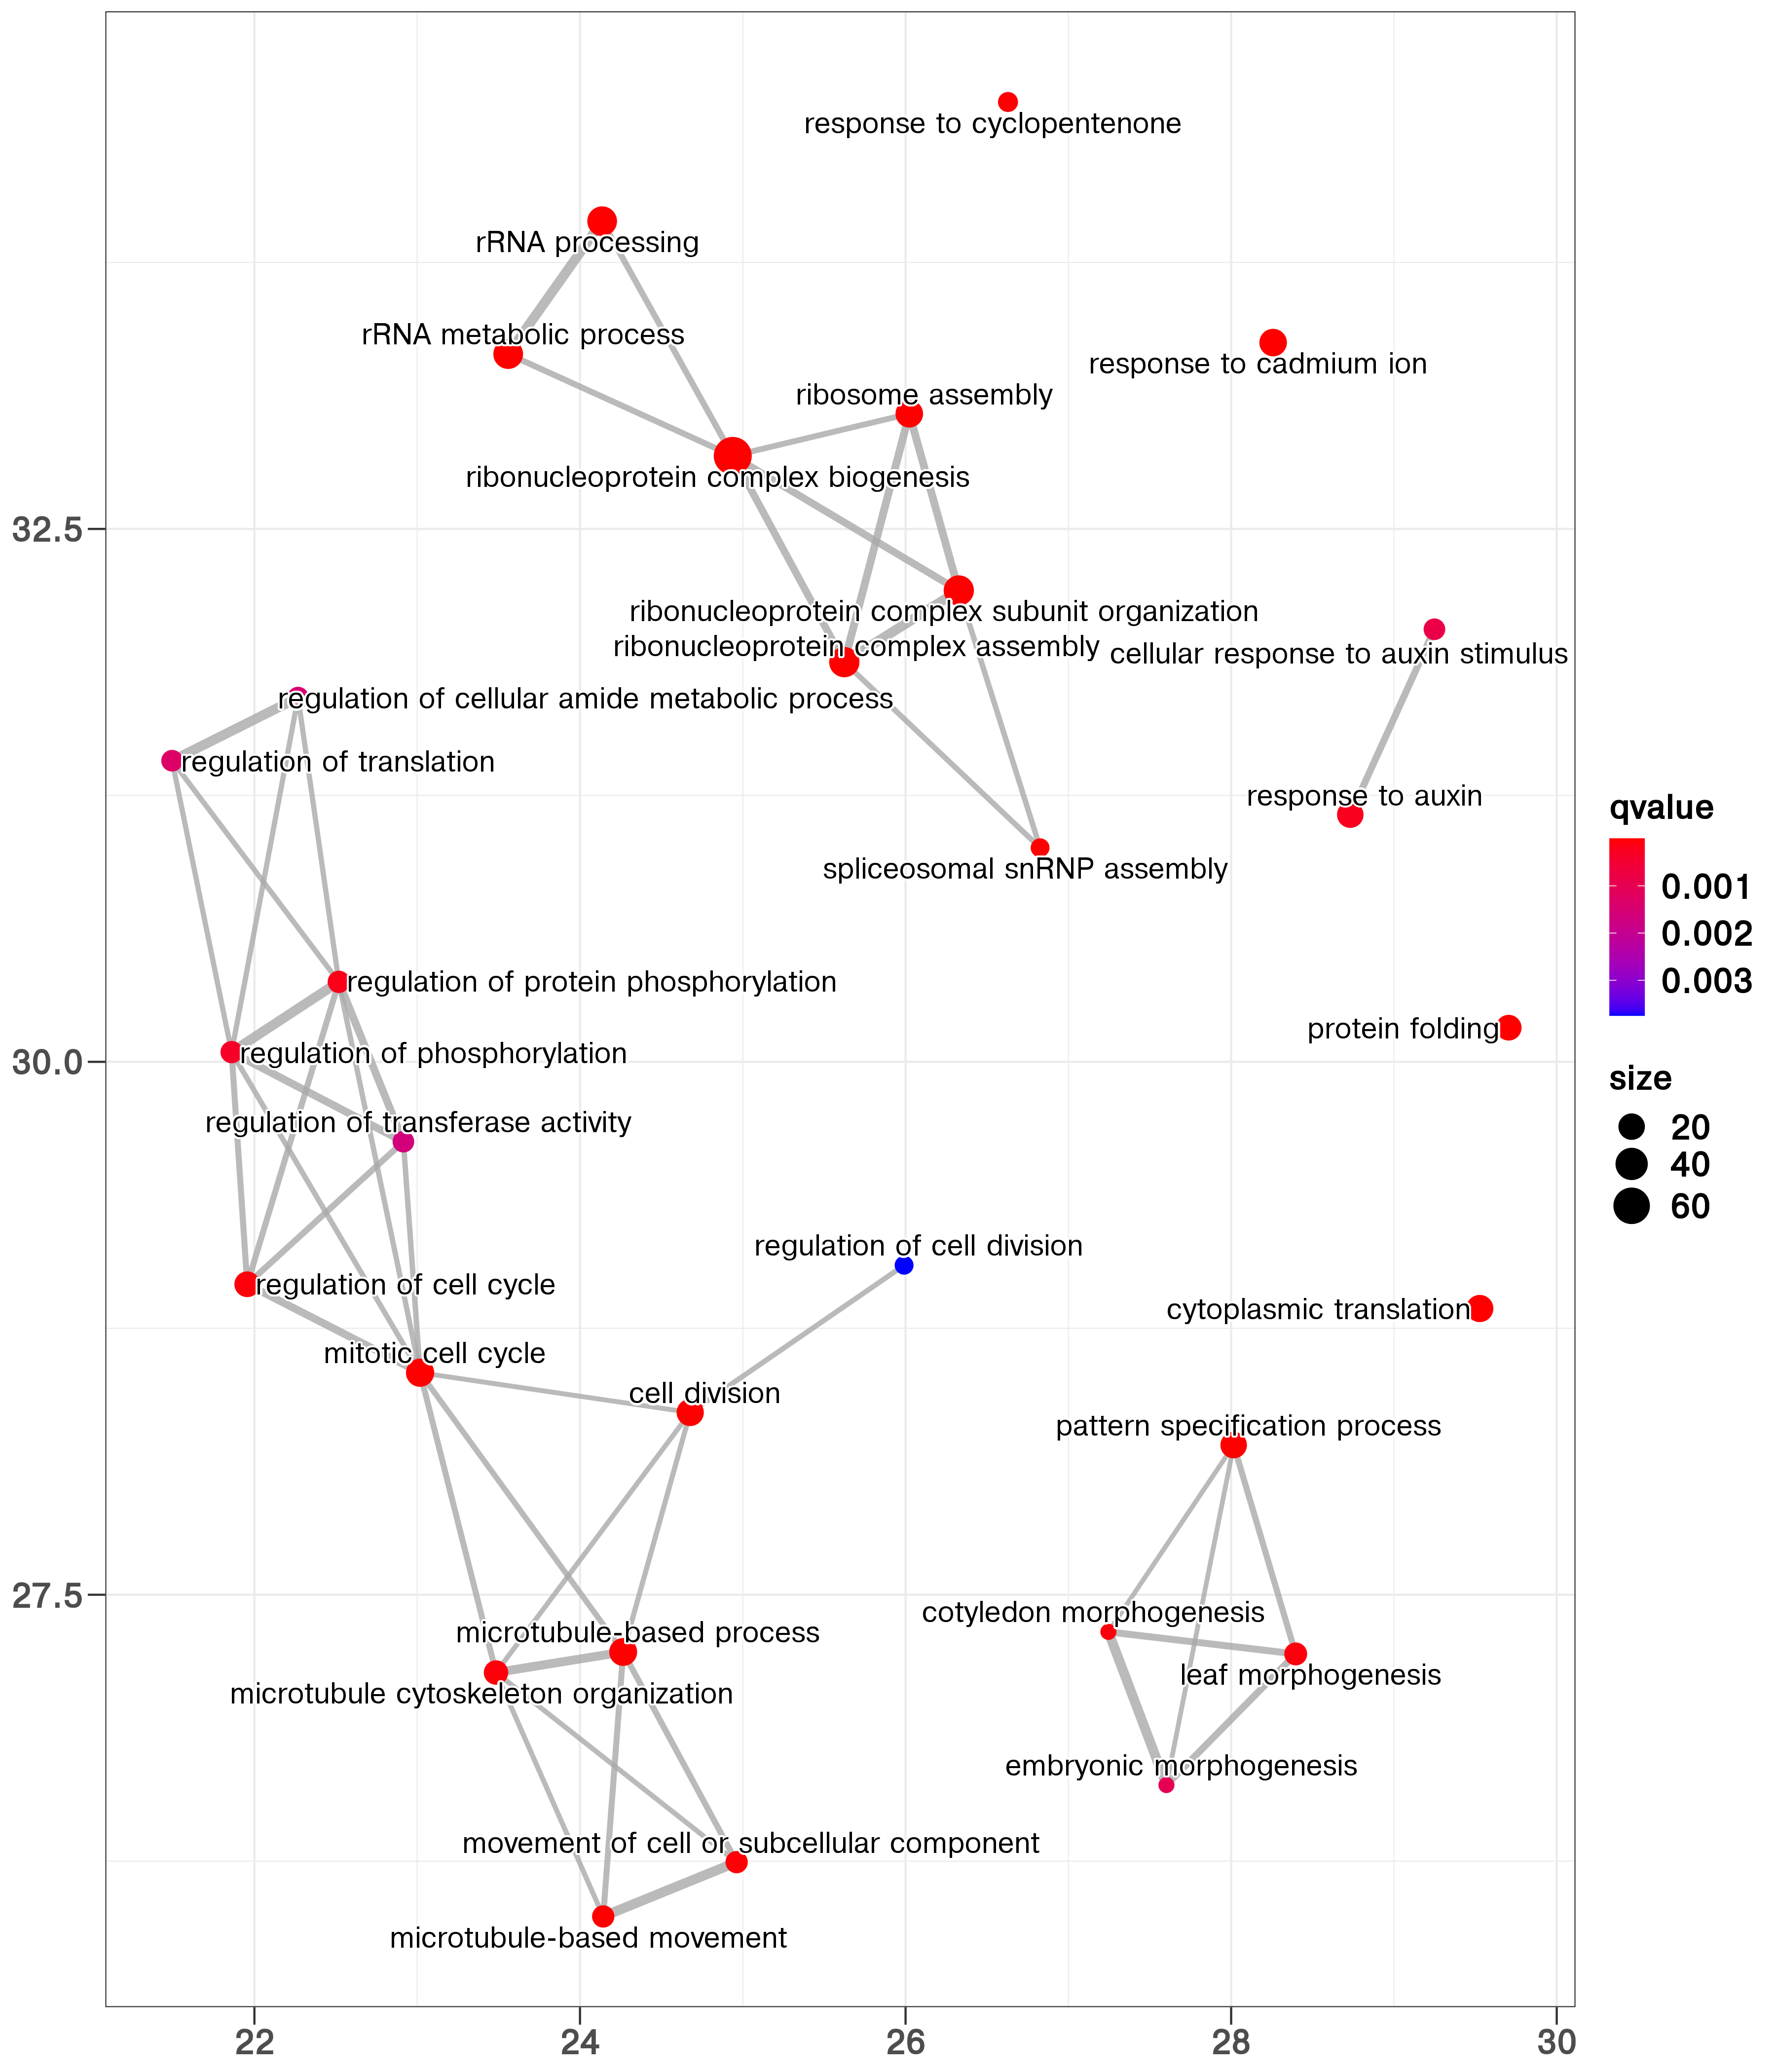 response to cyclopentenone
rRNA processing
rRNA metabolic process
response to cadmium ion
ribosome assembly
ribonucleoprotein complex biogenesis
32.5
ribonucleoprotein complex subunit organization
ribonucleoprotein complex assembly
cellular response to auxin stimulus
regulation of cellular amide metabolic process
regulation of translation
response to auxin
spliceosomal snRNP assembly
regulation of protein phosphorylation
protein folding
regulation of phosphorylation
30.0
regulation of transferase activity
regulation of cell division
regulation of cell cycle
cytoplasmic translation
mitotic cell cycle
cell division
pattern specification process
27.5
cotyledon morphogenesis
microtubule-based process
leaf morphogenesis
microtubule cytoskeleton organization
embryonic morphogenesis
movement of cell or subcellular component
microtubule-based movement
22 24 26 28 30
qvalue
0.001
0.002
0.003
size
20
40
60